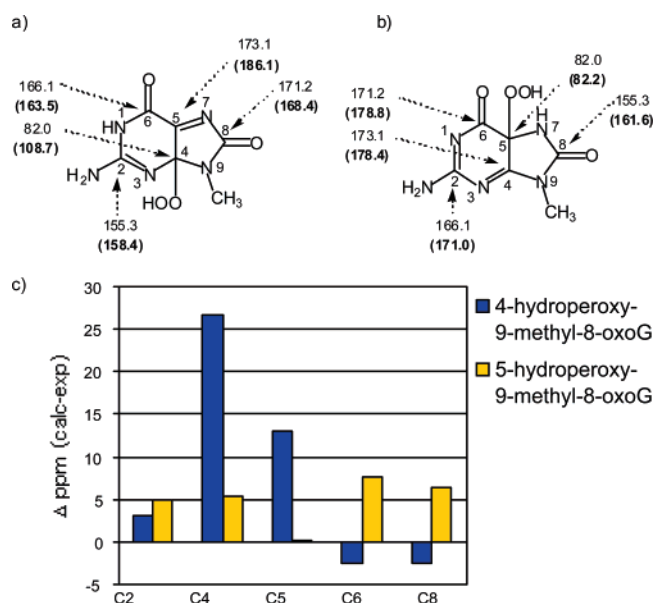 a)
173.1
(186.1)
166.1
(163.5)
O
171.2
(168.4)
1
HN
6
5
N
7
82.0
(108.7)
8
O
4
H₂N
2
N
3
N
9
HOO
CH₃
155.3
(158.4)
b)
82.0
(82.2)
171.2
(178.8)
O
OOH
H
155.3
(161.6)
173.1
(178.4)
1
N
6
5
N
7
8
O
H₂N
2
N
3
4
N
9
CH₃
166.1
(171.0)
c)
30
25
20
15
10
5
0
-5
Δ ppm (calc-exp)
C2 C4 C5 C6 C8
4-hydroperoxy-
9-methyl-8-oxoG
5-hydroperoxy-
9-methyl-8-oxoG